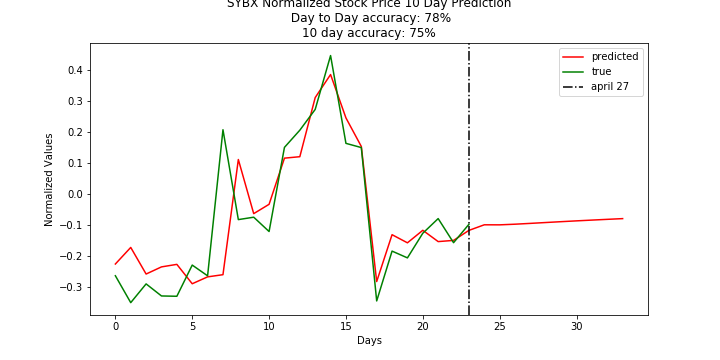 SYBX Normalized Stock Price 10 Day Prediction
Day to Day accuracy: 78%
10 day accuracy: 75%
predicted
true
april 27
Normalized Values
0.4
0.3
0.2
0.1
0.0
−0.1
−0.2
−0.3
0 5 10 15 20 25 30
Days